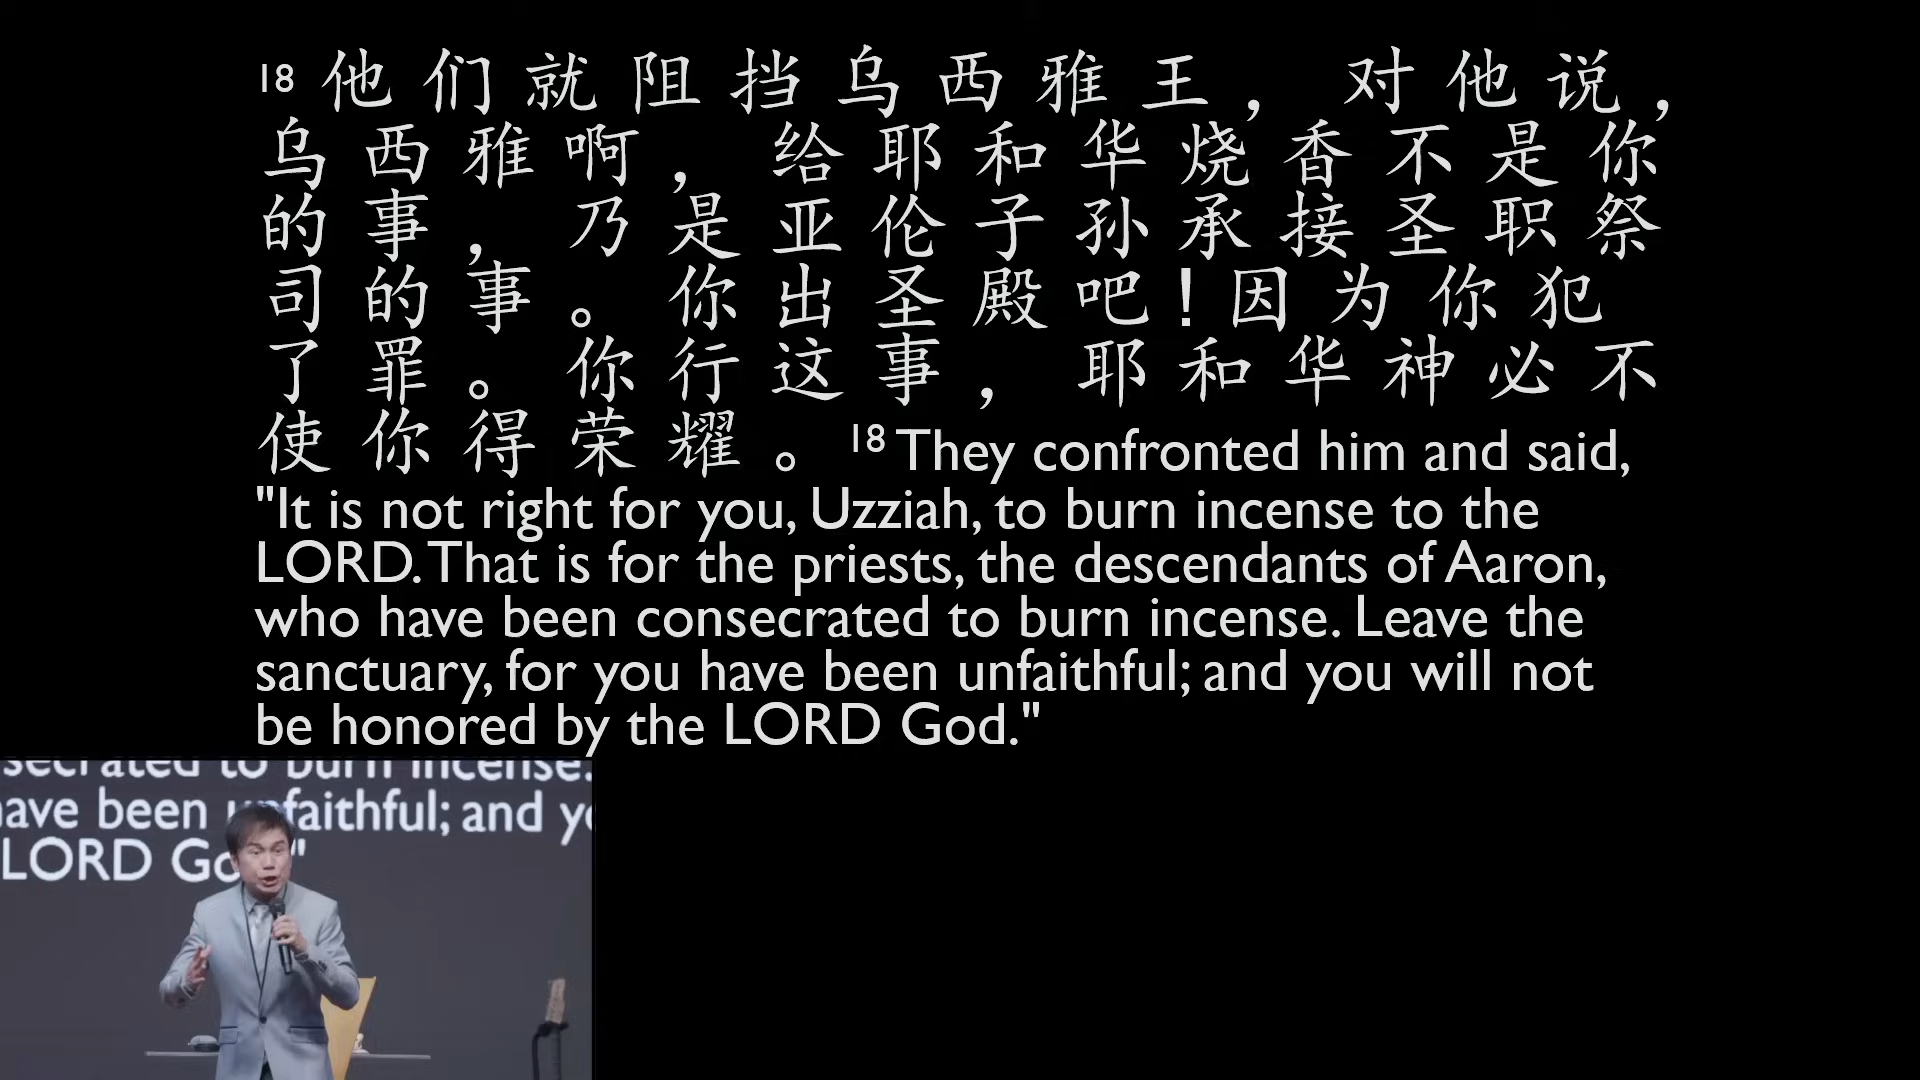 18 他们就阻挡乌西雅王，对他说，
乌西雅啊，给耶和华烧香不是你
的事，乃是亚伦子孙承接圣职祭
司的事。你出圣殿吧！因为你犯
了罪。你行这事，耶和华神必不
使你得荣耀。 18 They confronted him and said,
"It is not right for you, Uzziah, to burn incense to the
LORD. That is for the priests, the descendants of Aaron,
who have been consecrated to burn incense. Leave the
sanctuary, for you have been unfaithful; and you will not
be honored by the LORD God."
secrated to burn incense.
ave been unfaithful; and yo
LORD God."